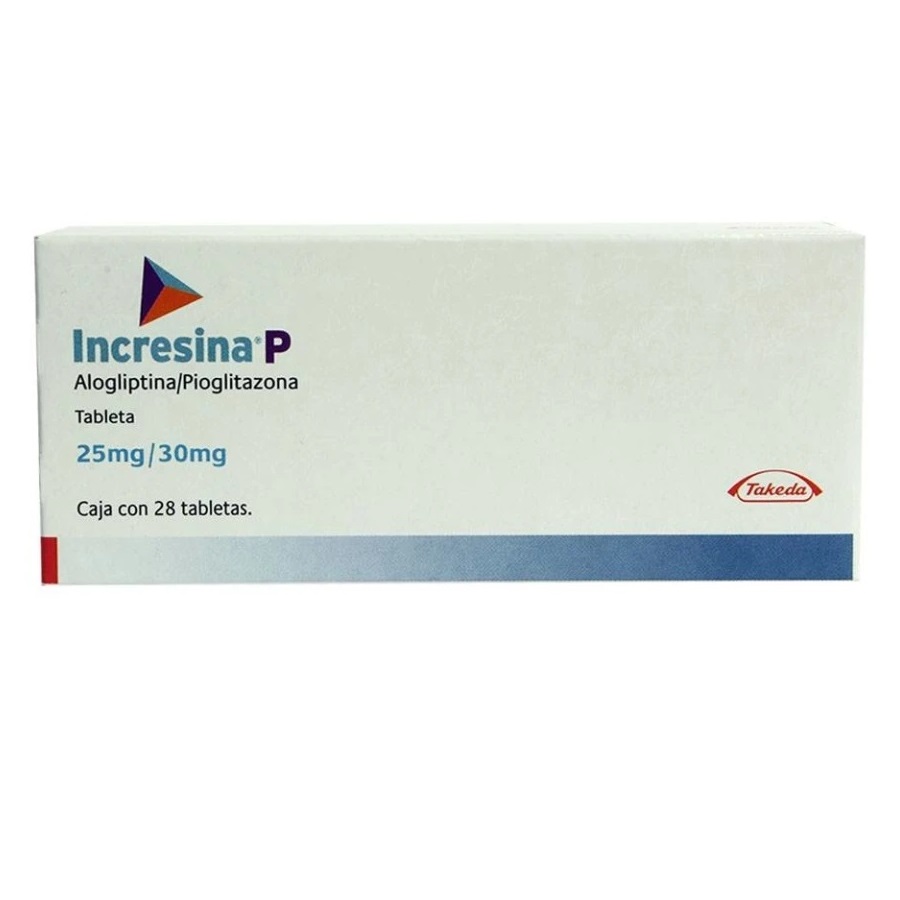 Incresina® P
Alogliptina/Pioglitazona
Tableta
25mg/30mg
Takeda
Caja con 28 tabletas.